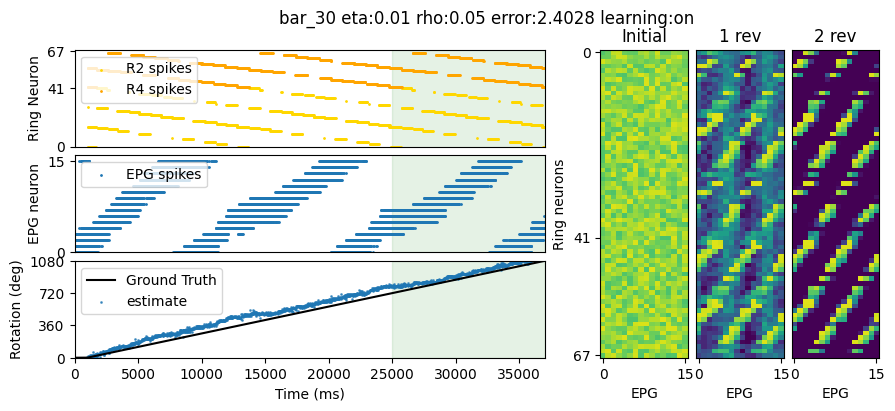 bar_30 eta:0.01 rho:0.05 error:2.4028 learning:on
Ring Neuron
67
41
0
R2 spikes
R4 spikes
EPG neuron
15
0
EPG spikes
Rotation (deg)
1080
720
360
0
Ground Truth
estimate
0 5000 10000 15000 20000 25000 30000 35000
Time (ms)
Initial 1 rev 2 rev
Ring neurons
0
41
67
0 15 0 15 0 15
EPG EPG EPG